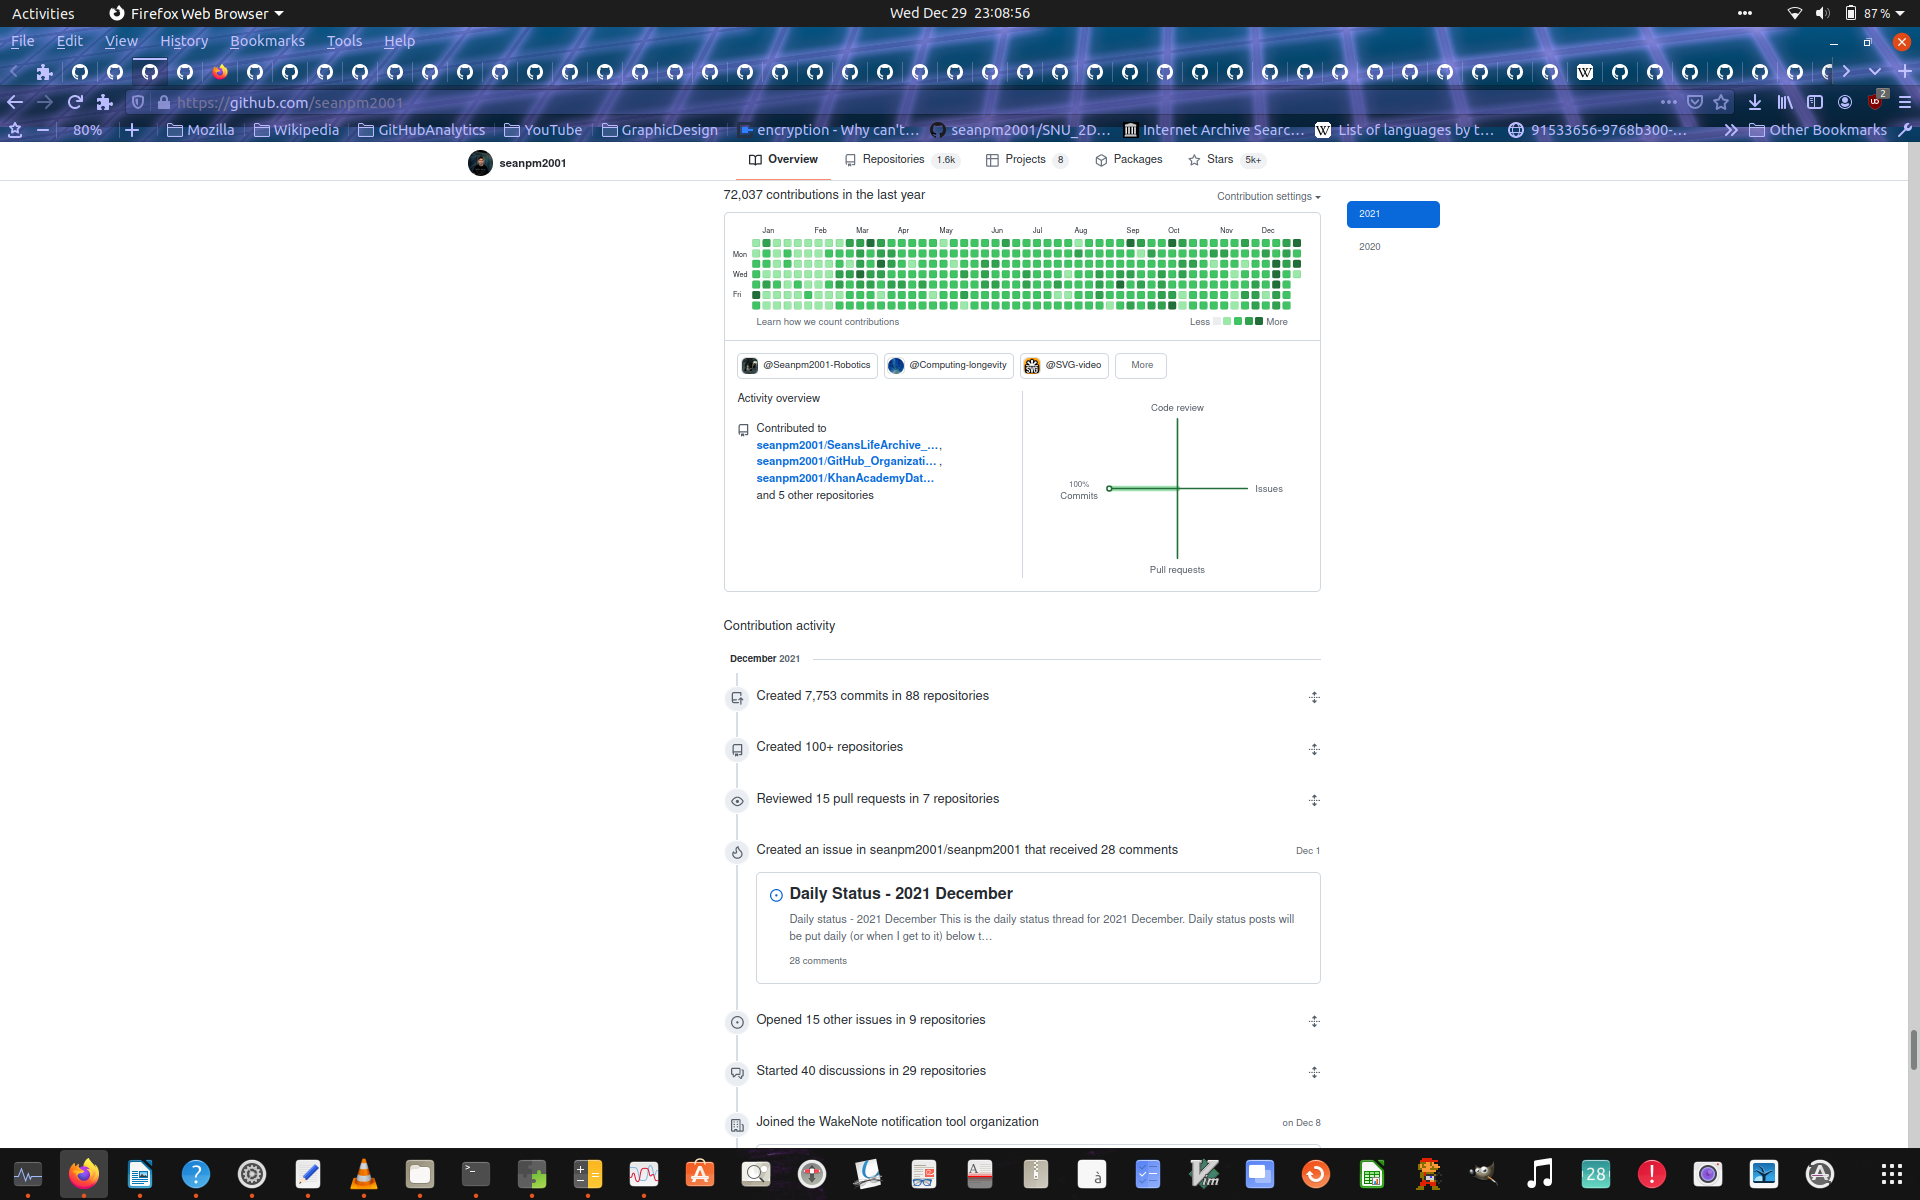 Activities
Firefox Web Browser
Wed Dec 29 23:08:56
87 %
File Edit View History Bookmarks Tools Help
https://github.com/seanpm2001
2
80%
Mozilla
Wikipedia
GitHubAnalytics
YouTube
GraphicDesign
encryption - Why can't…
seanpm2001/SNU_2D…
Internet Archive Searc…
List of languages by t…
91533656-9768b300-…
Other Bookmarks
seanpm2001
Overview
Repositories 1.6k
Projects 8
Packages
Stars 5k+
72,037 contributions in the last year
Contribution settings
2021
2020
Jan Feb Mar Apr May Jun Jul Aug Sep Oct Nov Dec
Mon
Wed
Fri
Learn how we count contributions
Less More
@Seanpm2001-Robotics
@Computing-longevity
@SVG-video
More
Activity overview
Contributed to
seanpm2001/SeansLifeArchive_…,
seanpm2001/GitHub_Organizati… ,
seanpm2001/KhanAcademyDat…
and 5 other repositories
Code review
100%
Commits
Issues
Pull requests
Contribution activity
December 2021
Created 7,753 commits in 88 repositories
Created 100+ repositories
Reviewed 15 pull requests in 7 repositories
Created an issue in seanpm2001/seanpm2001 that received 28 comments
Dec 1
Daily Status - 2021 December
Daily status - 2021 December This is the daily status thread for 2021 December. Daily status posts will
be put daily (or when I get to it) below t…
28 comments
Opened 15 other issues in 9 repositories
Started 40 discussions in 29 repositories
Joined the WakeNote notification tool organization
on Dec 8
28